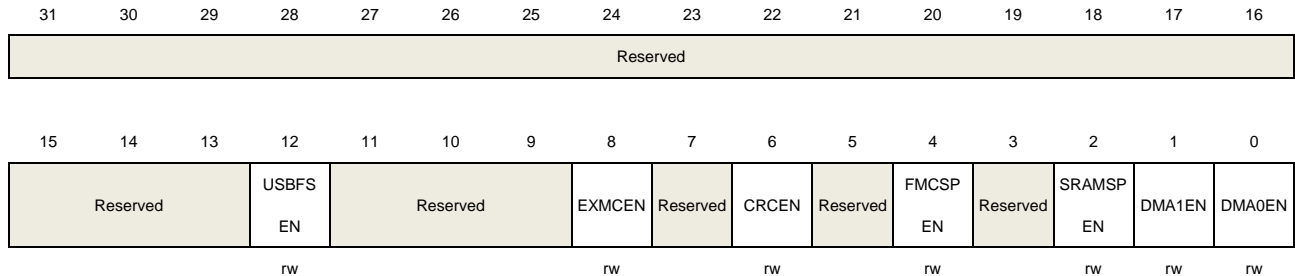 31 30 29 28 27 26 25 24 23 22 21 20 19 18 17 16
Reserved
15 14 13 12 11 10 9 8 7 6 5 4 3 2 1 0
Reserved USBFS EN Reserved EXMCEN Reserved CRCEN Reserved FMCSP EN Reserved SRAMSP EN DMA1EN DMA0EN
rw rw rw rw rw rw rw